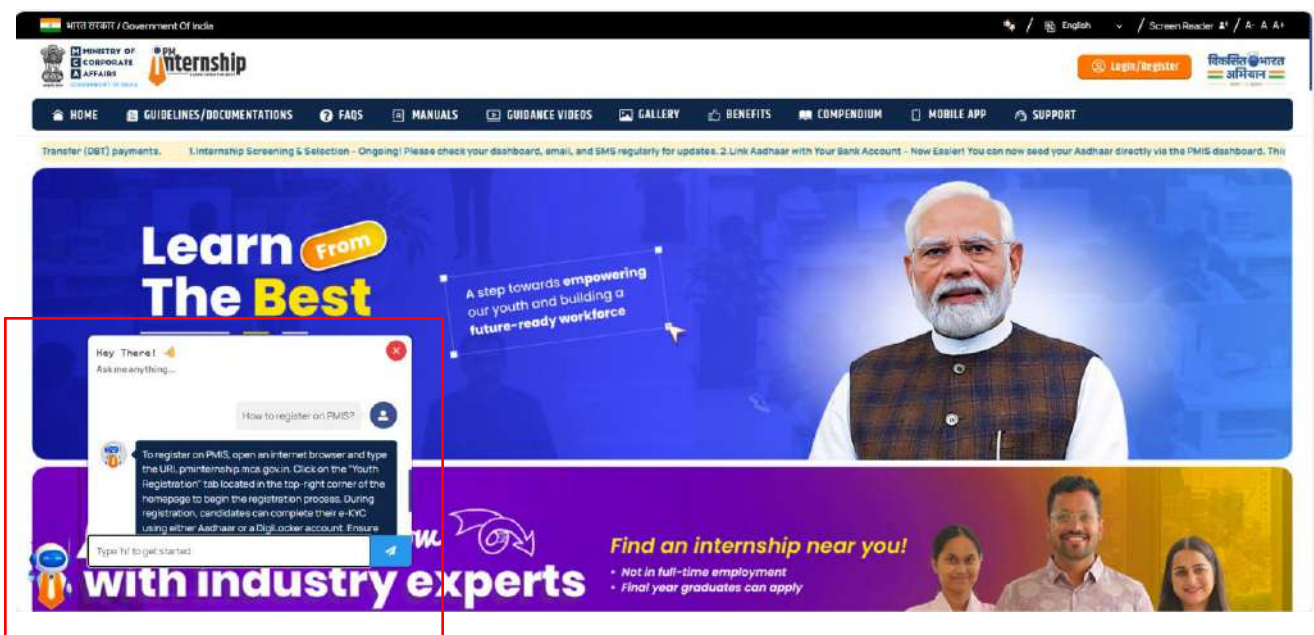 भारत सरकार / Government Of India
English
/ Screen Reader / A- A A+
MINISTRY OF
CORPORATE
AFFAIRS
GOVERNMENT OF INDIA
PM
internship
Login/Register
विकसित भारत
अभियान
HOME GUIDELINES/DOCUMENTATIONS FAQS MANUALS GUIDANCE VIDEOS GALLERY BENEFITS COMPENDIUM MOBILE APP SUPPORT
Transfer (DBT) payments. 1.Internship Screening & Selection - Ongoing! Please check your dashboard, email, and SMS regularly for updates. 2.Link Aadhaar with Your Bank Account - Now Easier! You can now seed your Aadhaar directly via the PMIS dashboard. This
Learn From
The Best
A step towards empowering
our youth and building a
future-ready workforce
Hey There!
Ask me anything...
How to register on PMIS?
To register on PMIS, open an internet browser and type
the URL pminternship.mca.gov.in. Click on the "Youth
Registration" tab located in the top-right corner of the
homepage to begin the registration process. During
registration, candidates can complete their e-KYC
using either Aadhaar or a DigiLocker account. Ensure
Type 'hi' to get started
with industry experts
Find an internship near you!
• Not in full-time employment
• Final year graduates can apply